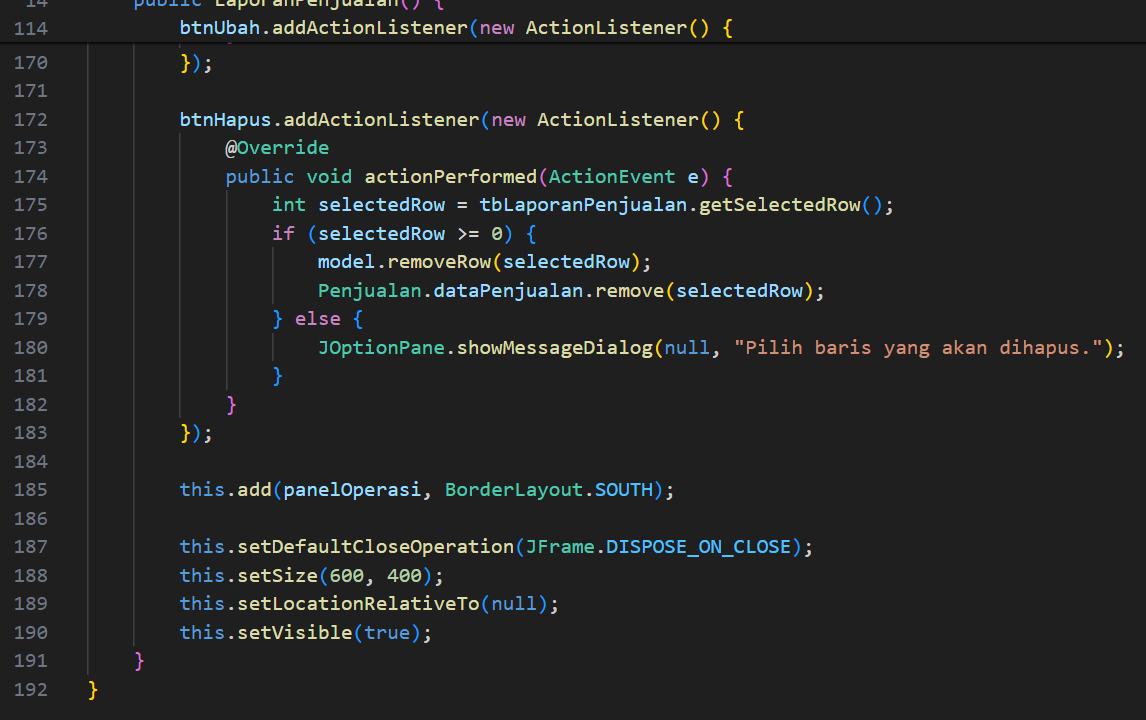 14 public LaporanPenjualan() {
114 btnUbah.addActionListener(new ActionListener() {
170 });
171
172 btnHapus.addActionListener(new ActionListener() {
173 @Override
174 public void actionPerformed(ActionEvent e) {
175 int selectedRow = tbLaporanPenjualan.getSelectedRow();
176 if (selectedRow >= 0) {
177 model.removeRow(selectedRow);
178 Penjualan.dataPenjualan.remove(selectedRow);
179 } else {
180 JOptionPane.showMessageDialog(null, "Pilih baris yang akan dihapus.");
181 }
182 }
183 });
184
185 this.add(panelOperasi, BorderLayout.SOUTH);
186
187 this.setDefaultCloseOperation(JFrame.DISPOSE_ON_CLOSE);
188 this.setSize(600, 400);
189 this.setLocationRelativeTo(null);
190 this.setVisible(true);
191 }
192 }